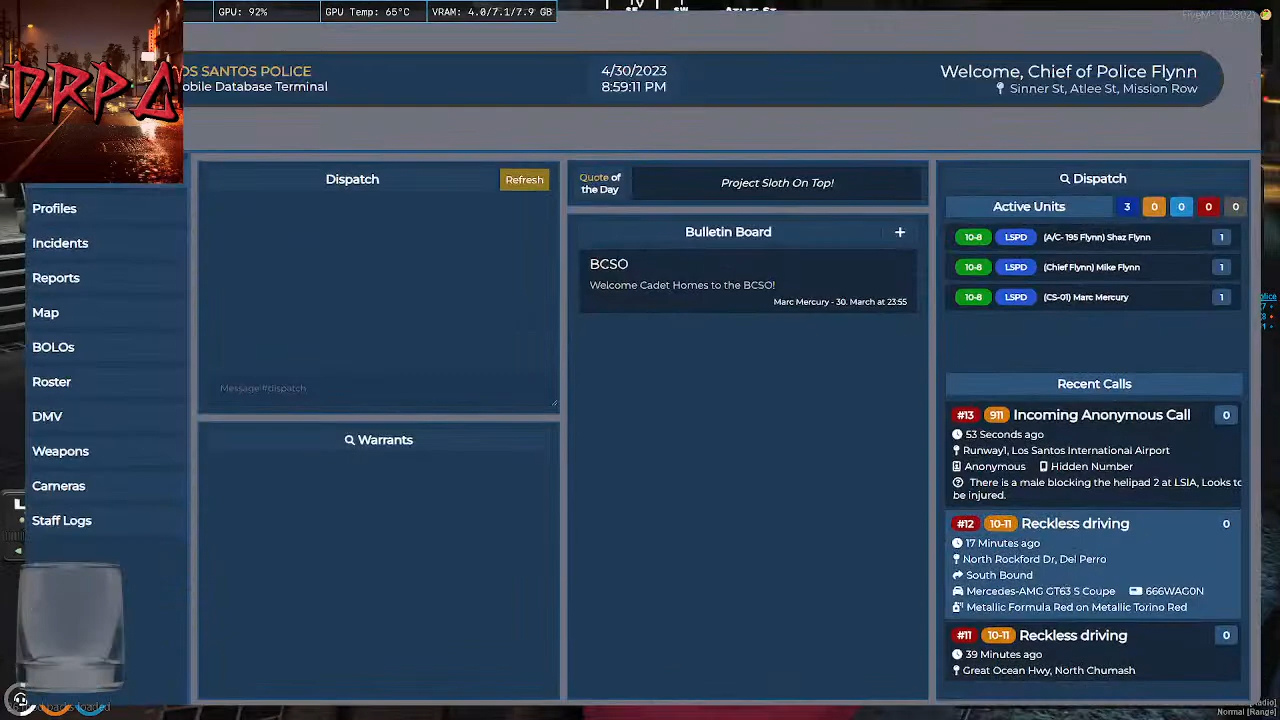 GPU: 92%
GPU Temp: 65°C
VRAM: 4.0/7.1/7.9 GB
DRPA
OS SANTOS POLICE
obile Database Terminal
4/30/2023
8:59:11 PM
Welcome, Chief of Police Flynn
Sinner St, Atlee St, Mission Row
Profiles
Incidents
Reports
Map
BOLOs
Roster
DMV
Weapons
Cameras
Staff Logs
Dispatch
Refresh
Message #dispatch
Warrants
Quote of
the Day
Project Sloth On Top!
Bulletin Board
+
BCSO
Welcome Cadet Homes to the BCSO!
Marc Mercury - 30. March at 23:55
Dispatch
Active Units
3 0 0 0 0
10-8 LSPD (A/C- 195 Flynn) Shaz Flynn 1
10-8 LSPD (Chief Flynn) Mike Flynn 1
10-8 LSPD (CS-01) Marc Mercury 1
Recent Calls
#13 911 Incoming Anonymous Call 0
53 Seconds ago
Runway1, Los Santos International Airport
Anonymous Hidden Number
There is a male blocking the helipad 2 at LSIA, Looks to
be injured.
#12 10-11 Reckless driving 0
17 Minutes ago
North Rockford Dr, Del Perro
South Bound
Mercedes-AMG GT63 S Coupe 666WAG0N
Metallic Formula Red on Metallic Torino Red
#11 10-11 Reckless driving 0
39 Minutes ago
Great Ocean Hwy, North Chumash
Normal [Range]